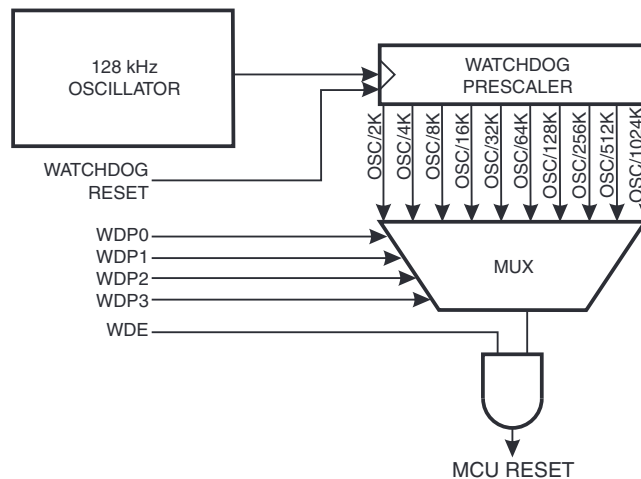 128 kHz
OSCILLATOR
WATCHDOG
PRESCALER
OSC/2K
OSC/4K
OSC/8K
OSC/16K
OSC/32K
OSC/64K
OSC/128K
OSC/256K
OSC/512K
OSC/1024K
WATCHDOG
RESET
WDP0
WDP1
WDP2
WDP3
MUX
WDE
MCU RESET